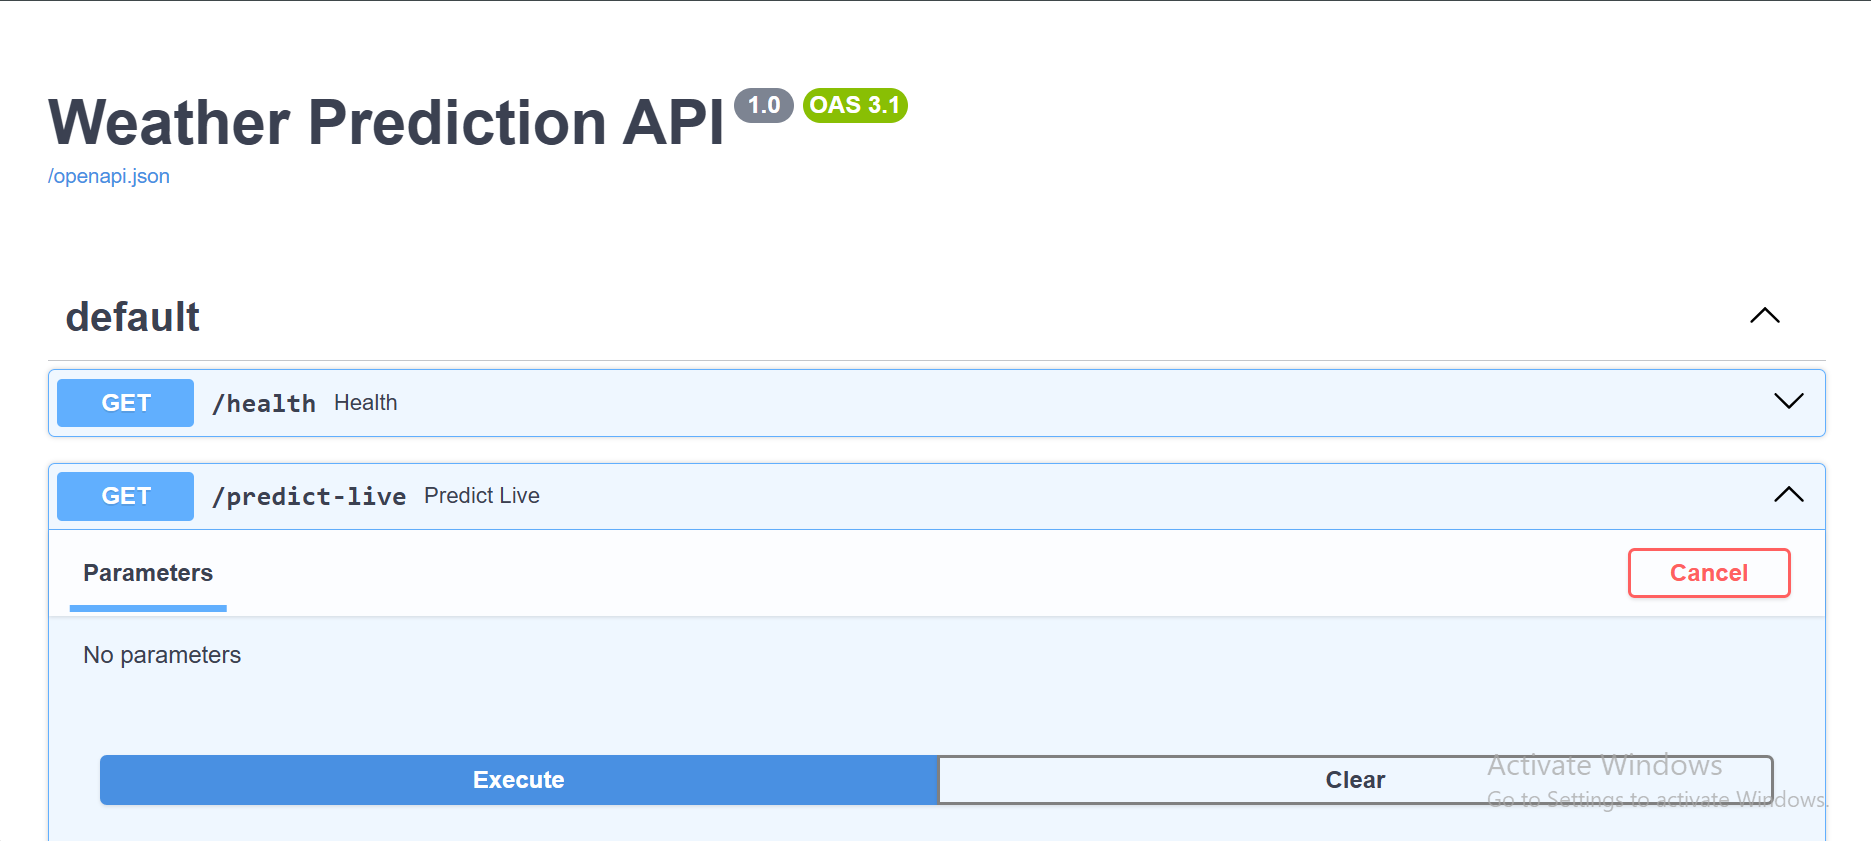 Weather Prediction API 1.0 OAS 3.1
/openapi.json
default
GET /health Health
GET /predict-live Predict Live
Parameters Cancel
No parameters
Execute Clear
Activate Windows
Go to Settings to activate Windows.